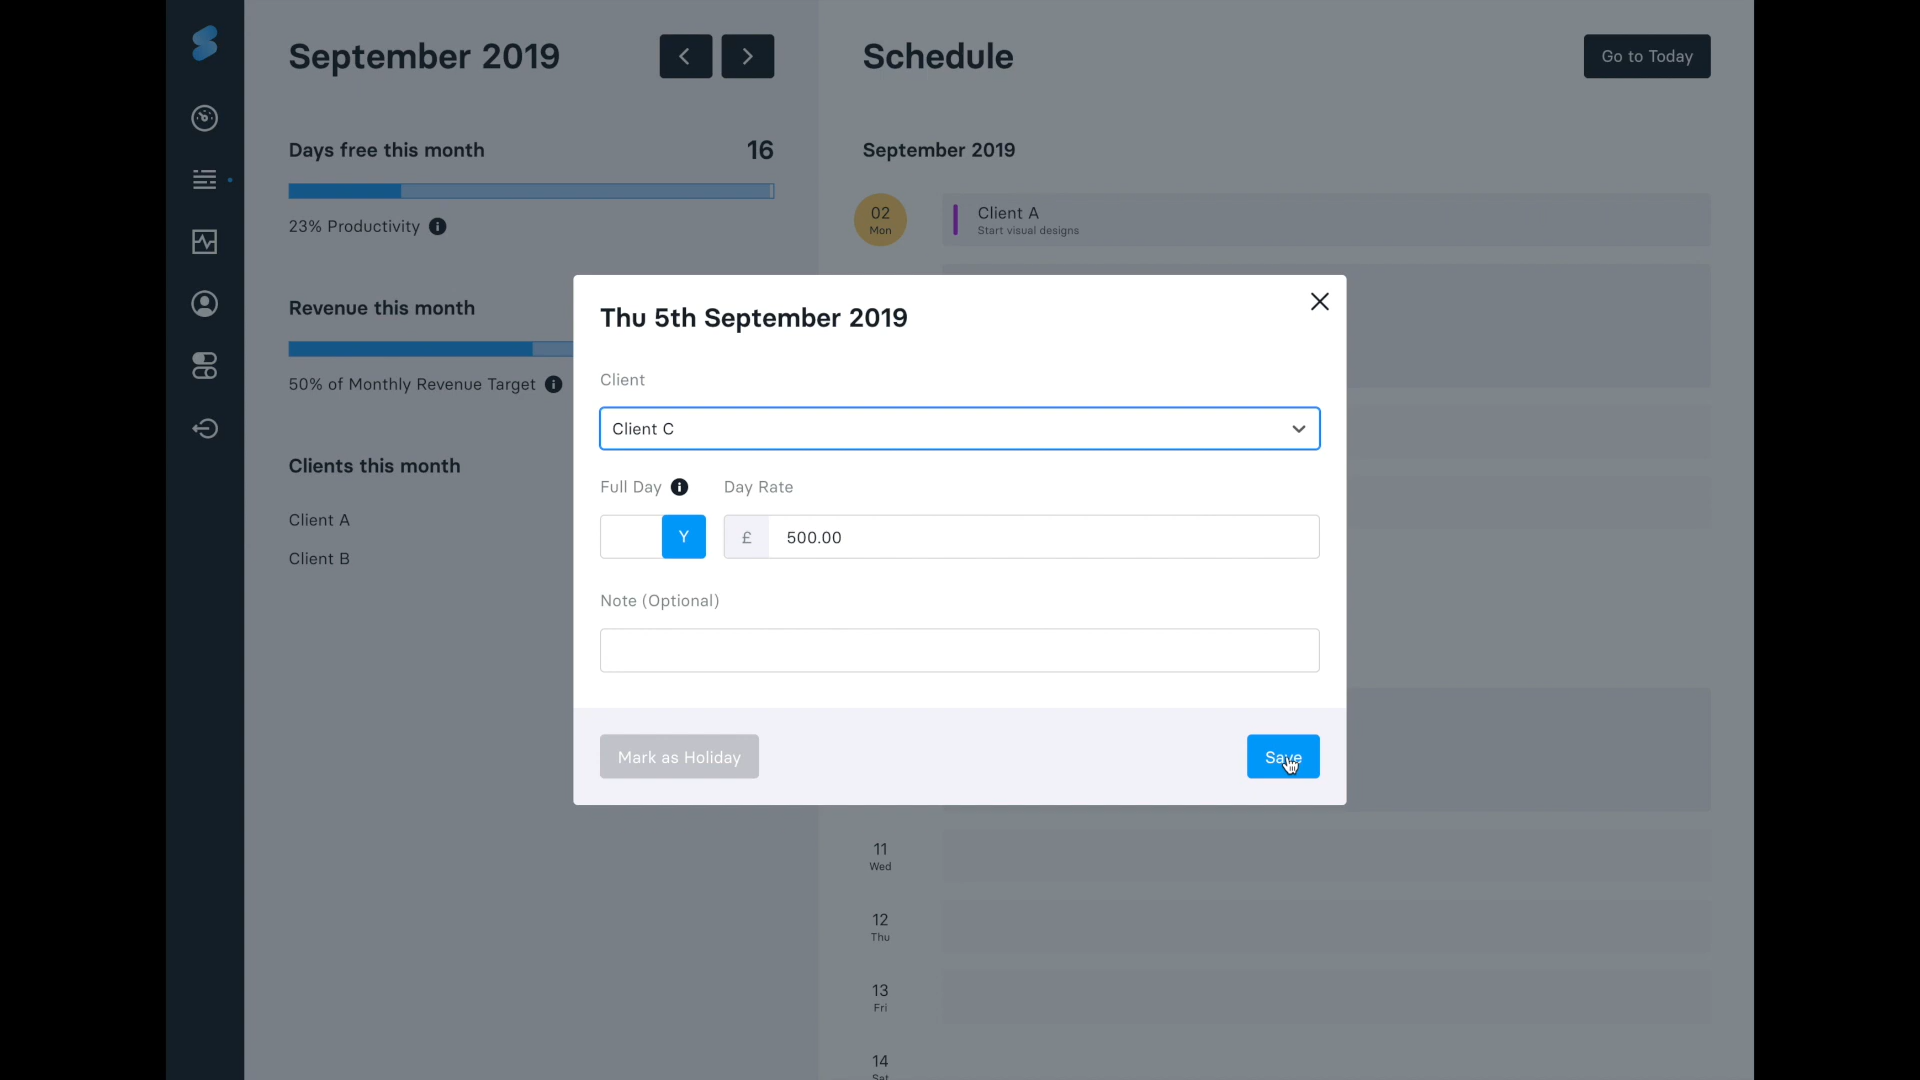 September 2019
Schedule
Go to Today
Days free this month
16
September 2019
23% Productivity
02
Mon
Client A
Start visual designs
Revenue this month
50% of Monthly Revenue Target
Clients this month
Client A
Client B
Thu 5th September 2019
Client
Client C
Full Day
Day Rate
Y
£
500.00
Note (Optional)
Mark as Holiday
Save
11
Wed
12
Thu
13
Fri
14
Sat